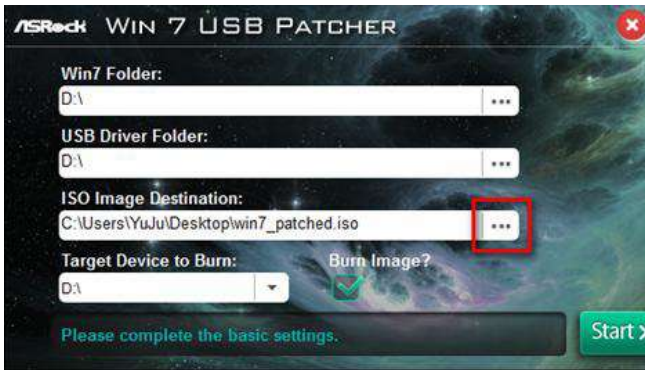 ASRock WIN 7 USB PATCHER
Win7 Folder:
D:\
USB Driver Folder:
D:\
ISO Image Destination:
C:\Users\YuJu\Desktop\win7_patched.iso
Target Device to Burn: Burn Image?
D:\
Please complete the basic settings.
Start